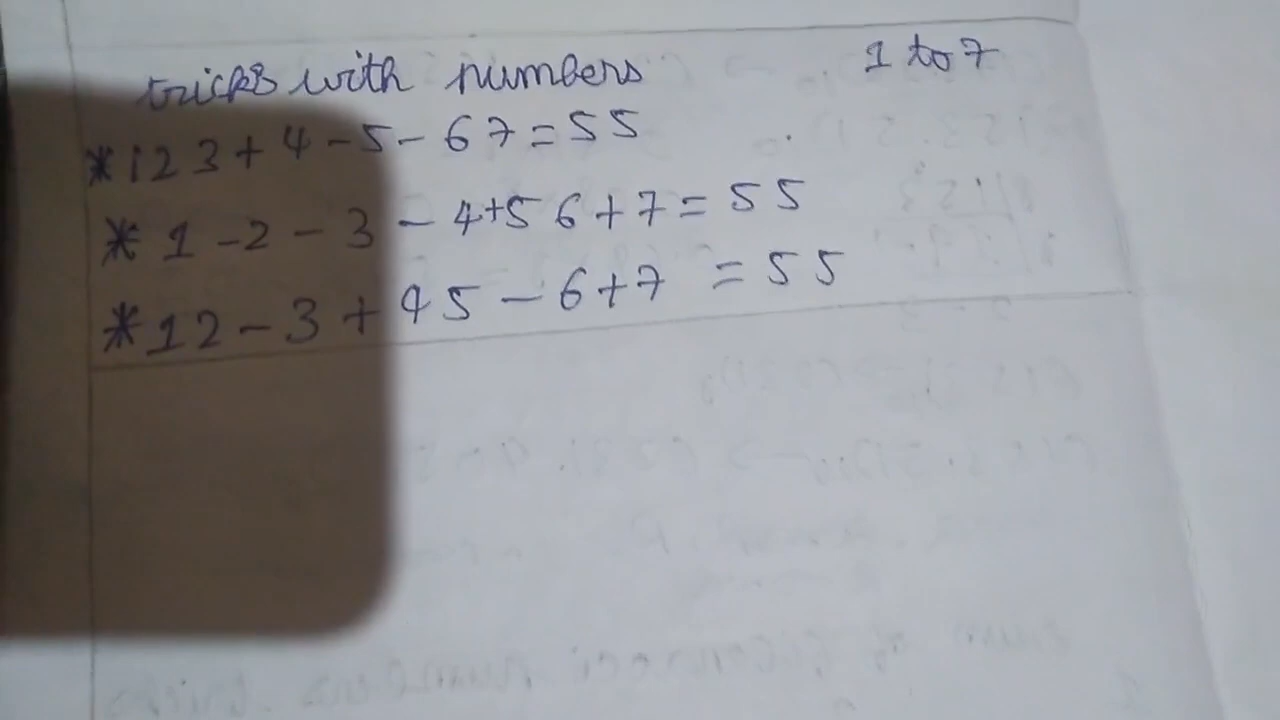 tricks with numbers 1 to 7
*123+4-5-67=55
* 1-2-3-4+56+7=55
*12-3+45-6+7=55